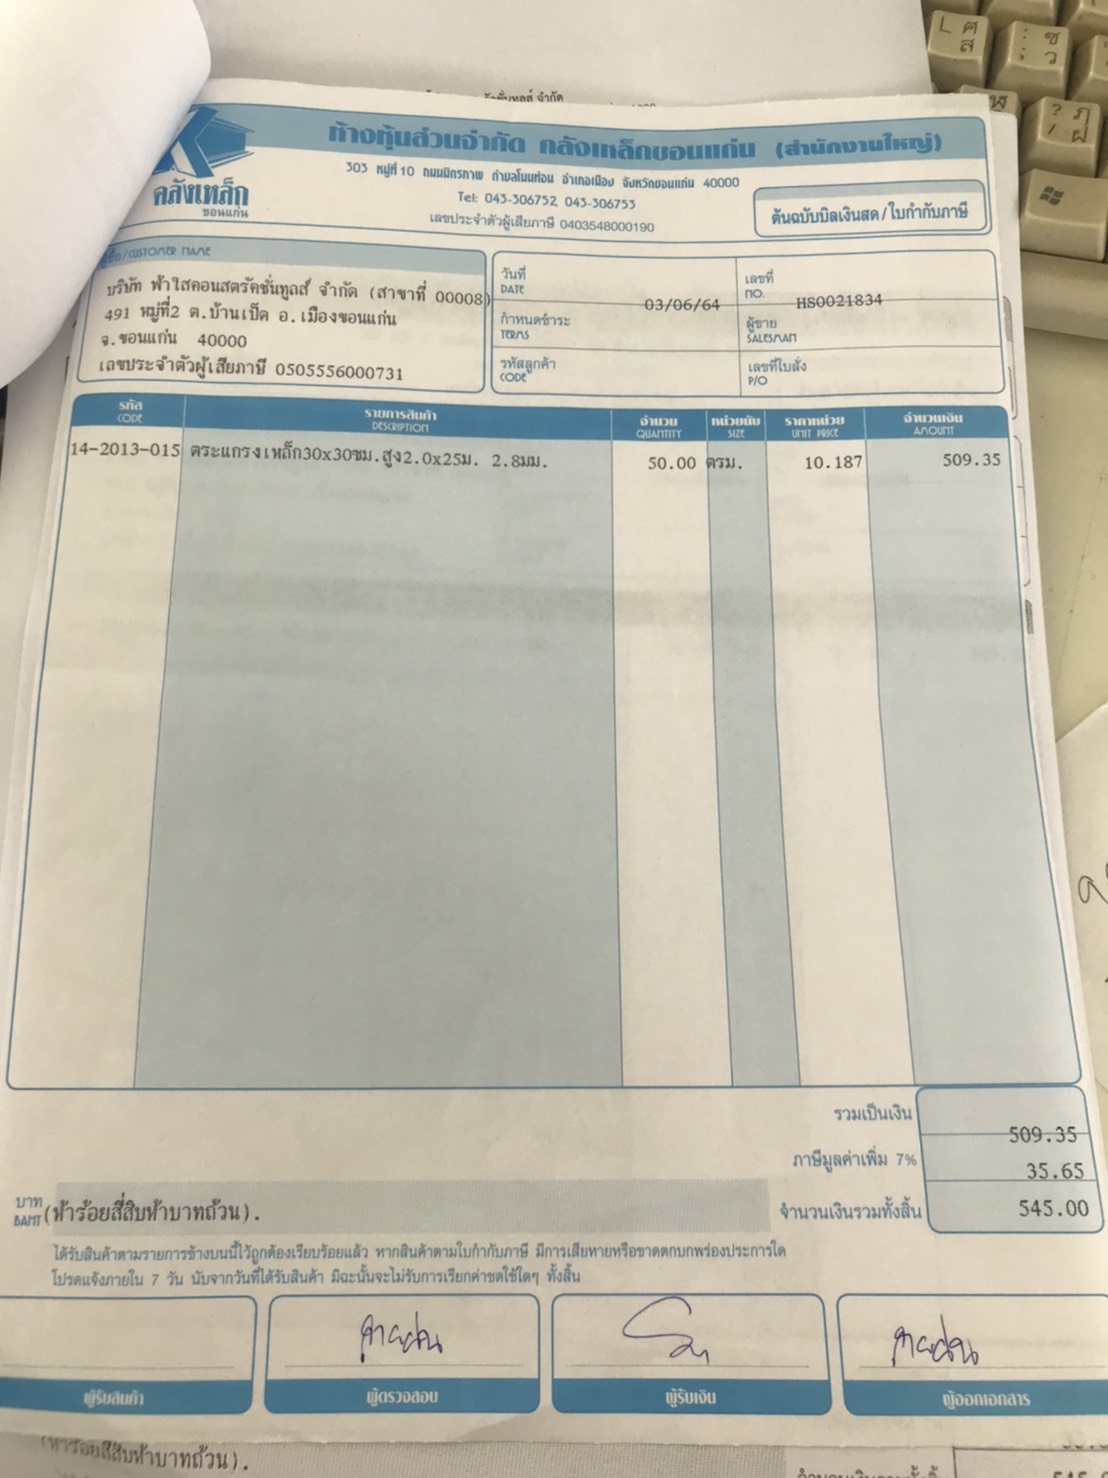 ห้างหุ้นส่วนจำกัด คลังเหล็กขอนแก่น (สำนักงานใหญ่)
303 หมู่ที่ 10 ถนนมิตรภาพ ตำบลโนนท่อน อำเภอเมือง จังหวัดขอนแก่น 40000
Tel: 043-306752, 043-306753
เลขประจำตัวผู้เสียภาษี 0403548000190
คลังเหล็ก
ขอนแก่น
ต้นฉบับบิลเงินสด/ใบกำกับภาษี
/CUSTOMER NAME
บริษัท ฟ้าใสคอนสตรัคชั่นทูลส์ จำกัด (สาขาที่ 00008)
491 หมู่ที่2 ต.บ้านเป็ด อ.เมืองขอนแก่น
จ.ขอนแก่น 40000
เลขประจำตัวผู้เสียภาษี 0505556000731
วันที่ DATE 03/06/64
เลขที่ NO. HS0021834
กำหนดชำระ TERMS
ผู้ขาย SALESMAN
รหัสลูกค้า CODE
เลขที่ใบสั่ง P/O
รหัส รายการสินค้า จำนวน หน่วยนับ ราคาหน่วย จำนวนเงิน
CODE DESCRIPTION QUANTITY SIZE UNIT PRICE AMOUNT
14-2013-015 ตระแกรงเหล็ก30x30ซม.สูง2.0x25ม. 2.8มม. 50.00 ตรม. 10.187 509.35
รวมเป็นเงิน 509.35
ภาษีมูลค่าเพิ่ม 7% 35.65
บาท BAHT (ห้าร้อยสี่สิบห้าบาทถ้วน). จำนวนเงินรวมทั้งสิ้น 545.00
ได้รับสินค้าตามรายการข้างบนนี้ไว้ถูกต้องเรียบร้อยแล้ว หากสินค้าตามใบกำกับภาษี มีการเสียหายหรือขาดตกบกพร่องประการใด
โปรดแจ้งภายใน 7 วัน นับจากวันที่ได้รับสินค้า มิฉะนั้นจะไม่รับการเรียกค่าชดใช้ใดๆ ทั้งสิ้น
ผู้รับสินค้า ผู้ตรวจสอบ ผู้รับเงิน ผู้ออกเอกสาร
(ห้าร้อยสี่สิบห้าบาทถ้วน).
จำนวนเงินรวมทั้งสิ้น